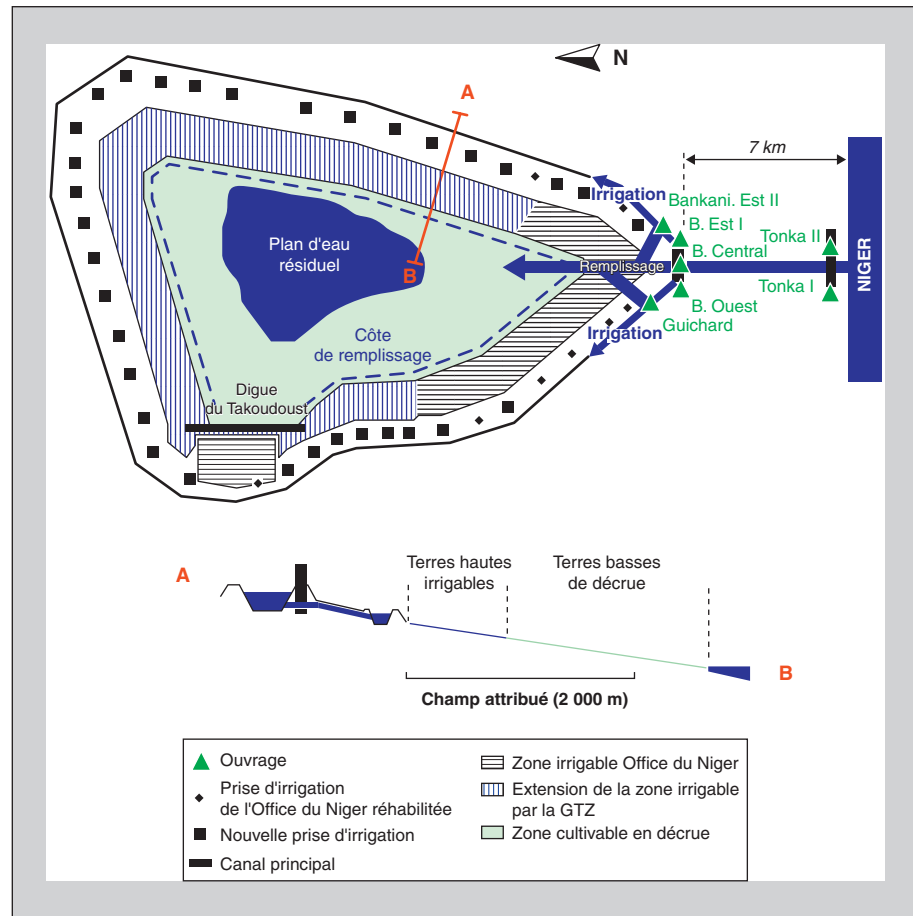 N
A
7 km
Irrigation
Bankani. Est II
B. Est I
Tonka II
B. Central
Plan d'eau
résiduel
B
Remplissage
NIGER
Tonka I
B. Ouest
Guichard
Irrigation
Côte
de remplissage
Digue
du Takoudoust
A
Terres hautes
irrigables
Terres basses
de décrue
B
Champ attribué (2 000 m)
Ouvrage
Prise d'irrigation
de l'Office du Niger réhabilitée
Nouvelle prise d'irrigation
Canal principal
Zone irrigable Office du Niger
Extension de la zone irrigable
par la GTZ
Zone cultivable en décrue